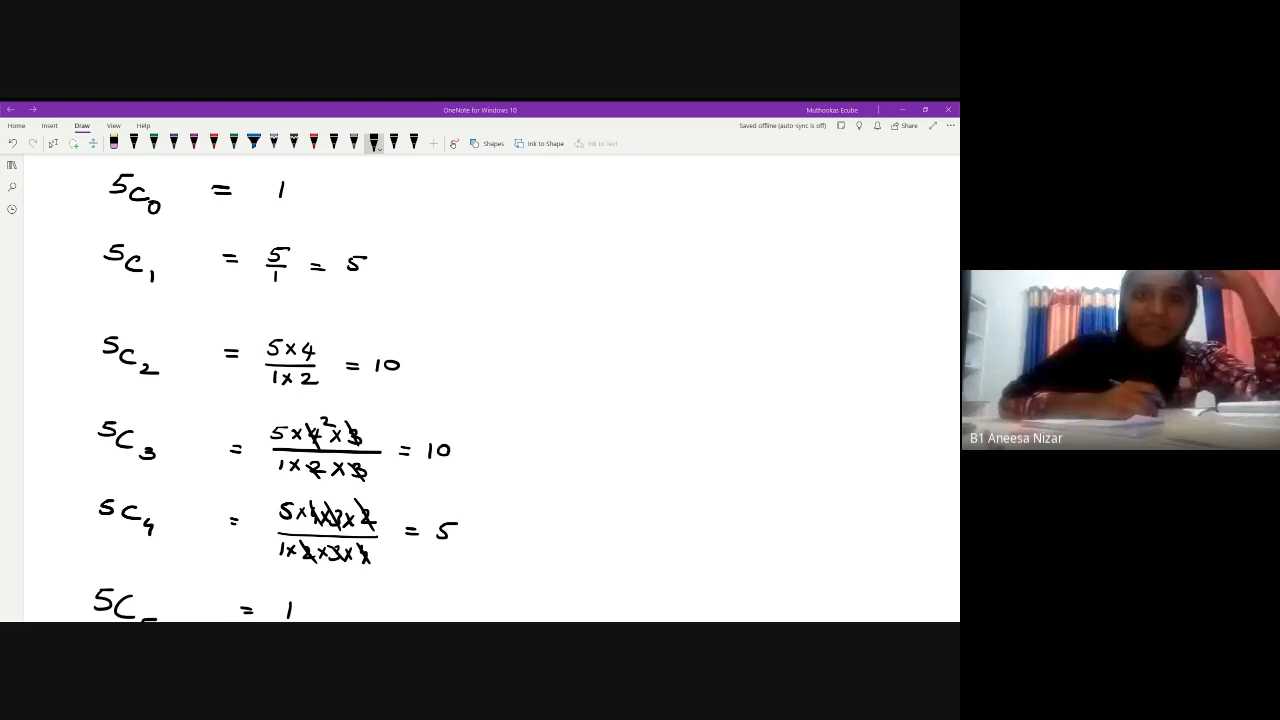 OneNote for Windows 10
Muthookas Ecube
Home Insert Draw View Help
Saved offline (auto-sync is off) Share
Shapes Ink to Shape Ink to Text
5C0 = 1
5C1 = 5/1 = 5
5C2 = 5×4/1×2 = 10
5C3 = 5×4²×3/1×2×3 = 10
5C4 = 5×4×3×2/1×2×3×4 = 5
5C5 = 1
B1 Aneesa Nizar